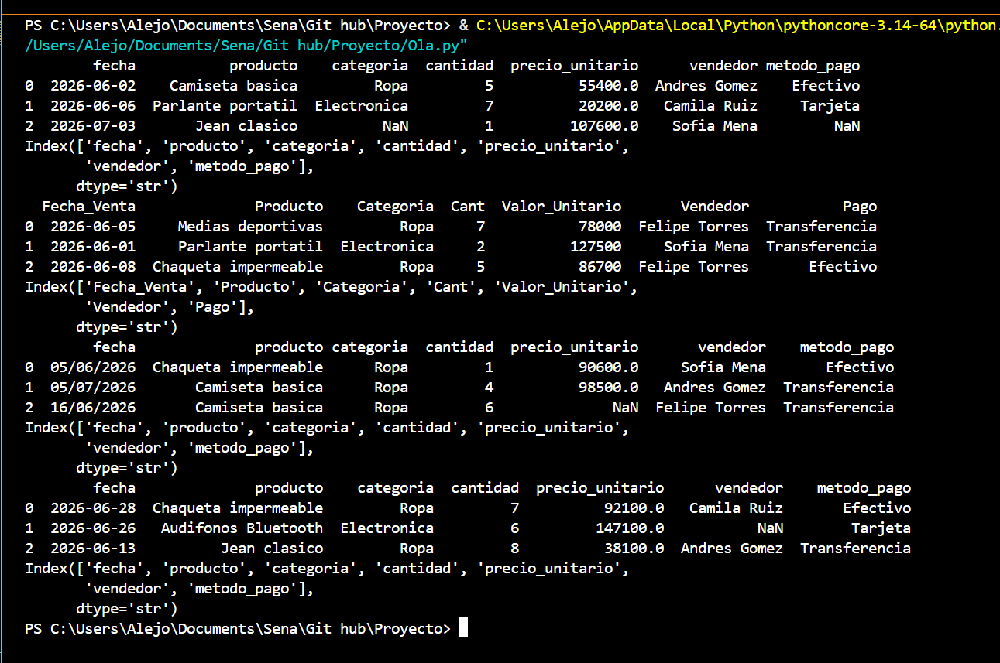 PS C:\Users\Alejo\Documents\Sena\Git hub\Proyecto> & C:\Users\Alejo\AppData\Local\Python\pythoncore-3.14-64\python.
/Users/Alejo/Documents/Sena/Git hub/Proyecto/Ola.py"
        fecha           producto    categoria  cantidad  precio_unitario      vendedor metodo_pago
0  2026-06-02    Camiseta basica         Ropa         5          55400.0  Andres Gomez    Efectivo
1  2026-06-06  Parlante portatil  Electronica         7          20200.0   Camila Ruiz     Tarjeta
2  2026-07-03       Jean clasico          NaN         1         107600.0    Sofia Mena         NaN
Index(['fecha', 'producto', 'categoria', 'cantidad', 'precio_unitario',
       'vendedor', 'metodo_pago'],
      dtype='str')
  Fecha_Venta              Producto    Categoria  Cant  Valor_Unitario       Vendedor           Pago
0  2026-06-05     Medias deportivas         Ropa     7           78000  Felipe Torres  Transferencia
1  2026-06-01     Parlante portatil  Electronica     2          127500     Sofia Mena  Transferencia
2  2026-06-08  Chaqueta impermeable         Ropa     5           86700  Felipe Torres       Efectivo
Index(['Fecha_Venta', 'Producto', 'Categoria', 'Cant', 'Valor_Unitario',
       'Vendedor', 'Pago'],
      dtype='str')
        fecha              producto categoria  cantidad  precio_unitario       vendedor    metodo_pago
0  05/06/2026  Chaqueta impermeable      Ropa         1          90600.0     Sofia Mena       Efectivo
1  05/07/2026       Camiseta basica      Ropa         4          98500.0   Andres Gomez  Transferencia
2  16/06/2026       Camiseta basica      Ropa         6              NaN  Felipe Torres  Transferencia
Index(['fecha', 'producto', 'categoria', 'cantidad', 'precio_unitario',
       'vendedor', 'metodo_pago'],
      dtype='str')
        fecha              producto    categoria  cantidad  precio_unitario      vendedor    metodo_pago
0  2026-06-28  Chaqueta impermeable         Ropa         7          92100.0   Camila Ruiz       Efectivo
1  2026-06-26   Audifonos Bluetooth  Electronica         6         147100.0           NaN        Tarjeta
2  2026-06-13          Jean clasico         Ropa         8          38100.0  Andres Gomez  Transferencia
Index(['fecha', 'producto', 'categoria', 'cantidad', 'precio_unitario',
       'vendedor', 'metodo_pago'],
      dtype='str')
PS C:\Users\Alejo\Documents\Sena\Git hub\Proyecto>